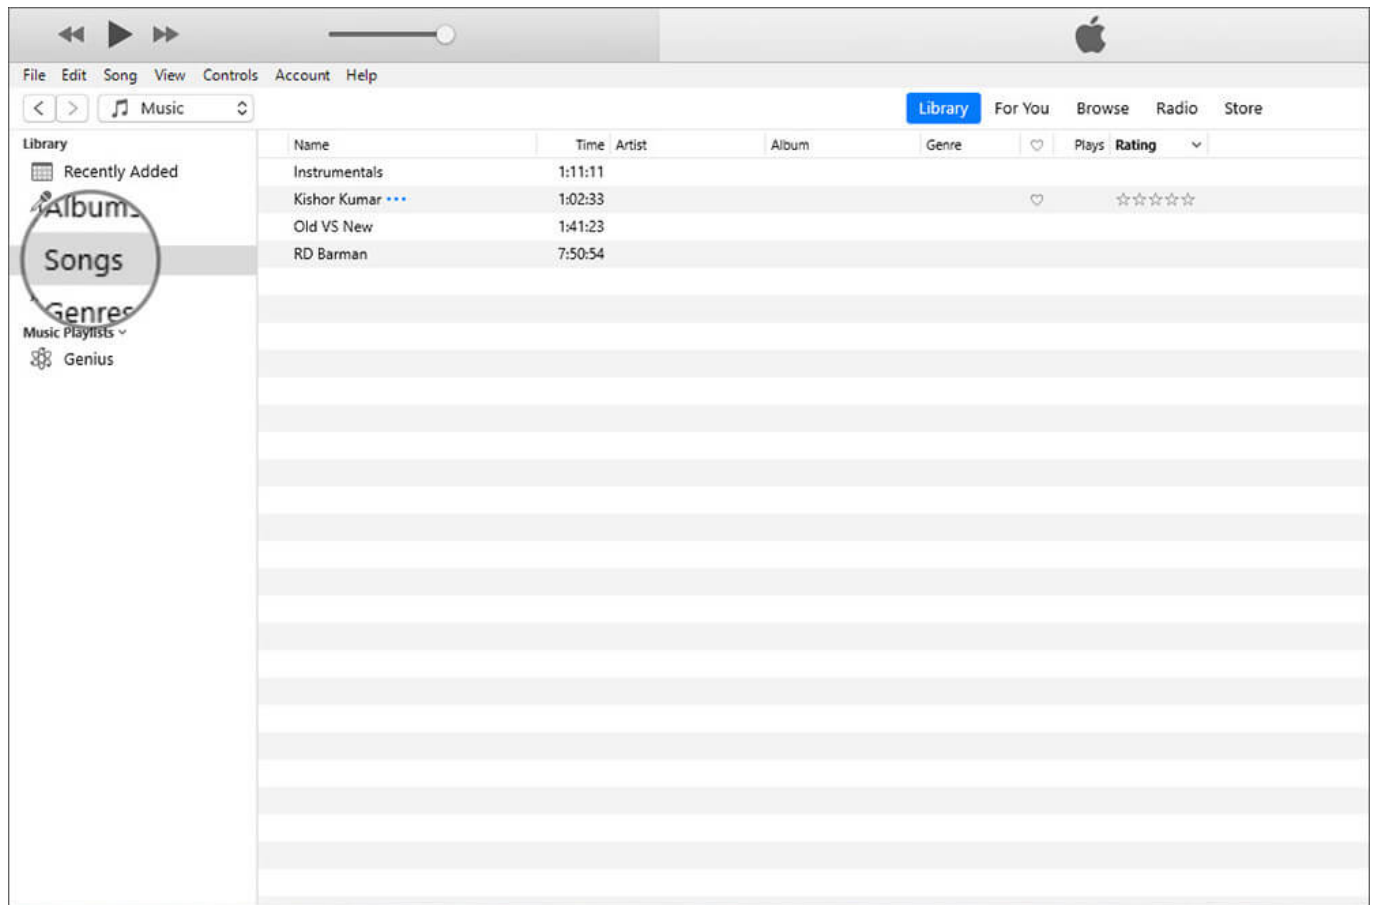 File Edit Song View Controls Account Help
Music
Library For You Browse Radio Store
Library
Recently Added
Albums
Songs
Genres
Music Playlists
Genius
Name Time Artist Album Genre Plays Rating
Instrumentals 1:11:11
Kishor Kumar ••• 1:02:33
Old VS New 1:41:23
RD Barman 7:50:54